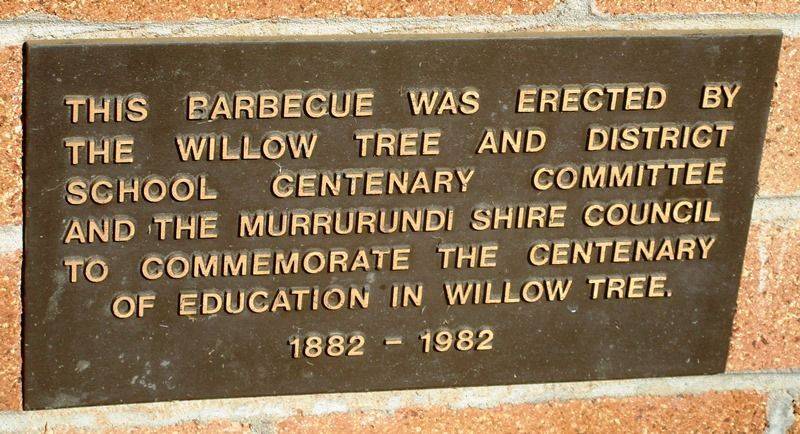 THIS BARBECUE WAS ERECTED BY
THE WILLOW TREE AND DISTRICT
SCHOOL CENTENARY COMMITTEE
AND THE MURRURUNDI SHIRE COUNCIL
TO COMMEMORATE THE CENTENARY
OF EDUCATION IN WILLOW TREE.
1882 - 1982